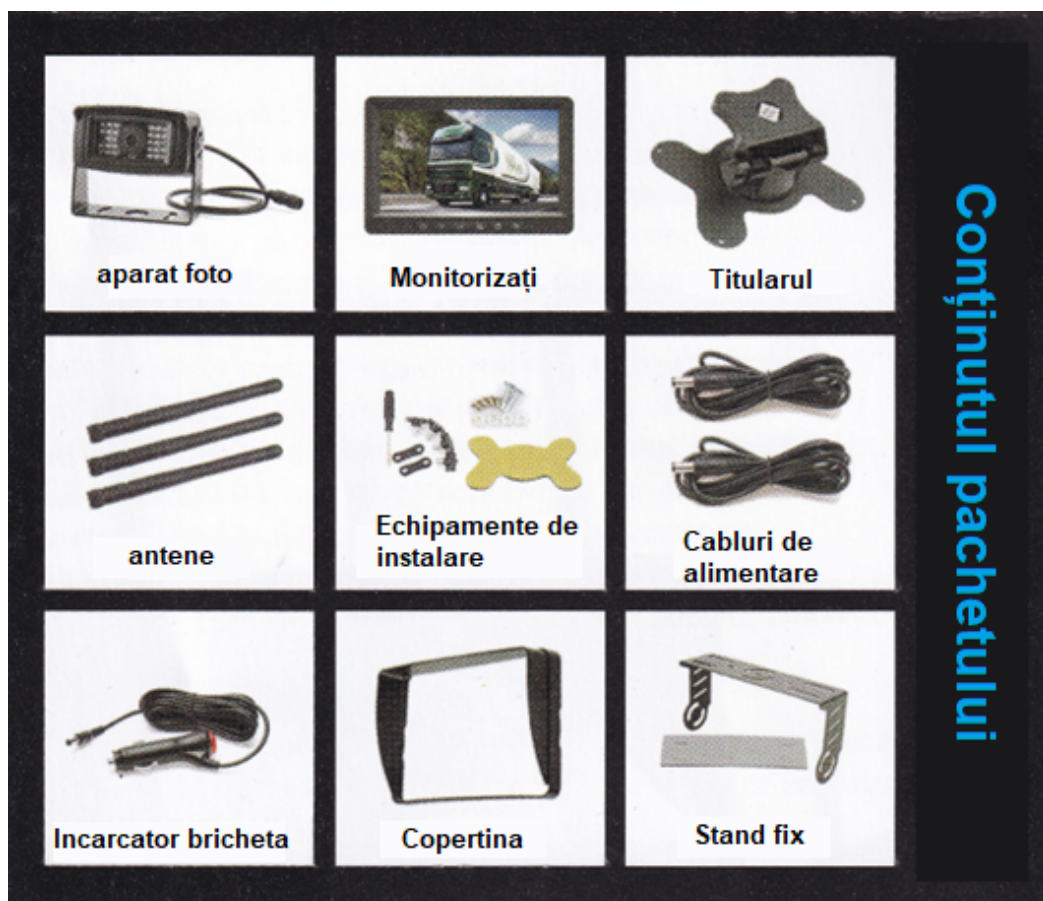 aparat foto
Monitorizați
Titularul
antene
Echipamente de
instalare
Cabluri de
alimentare
Incarcator bricheta
Copertina
Stand fix
Conținutul pachetului